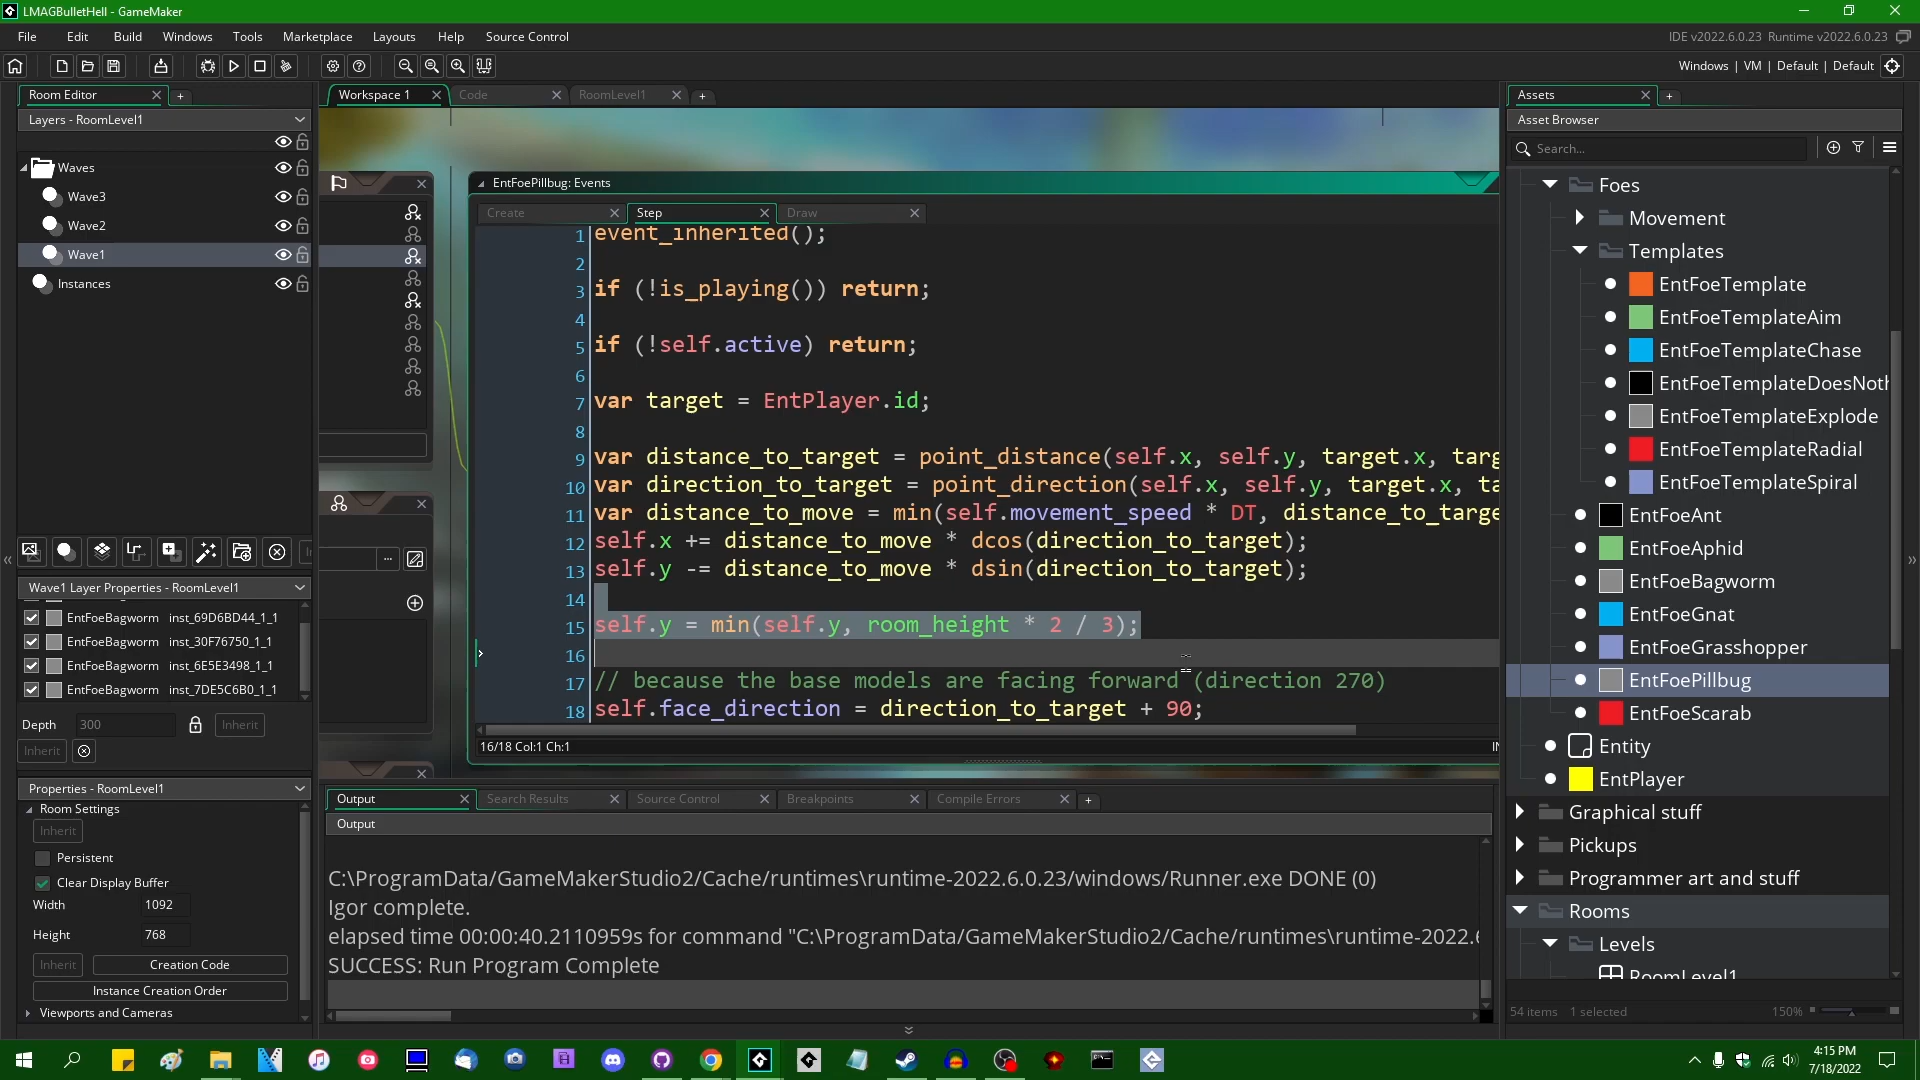 LMAGBulletHell - GameMaker
File Edit Build Windows Tools Marketplace Layouts Help Source Control
IDE v2022.6.0.23 Runtime v2022.6.0.23
Windows | VM | Default | Default
Room Editor
Layers - RoomLevel1
Waves
Wave3
Wave2
Wave1
Instances
Wave1 Layer Properties - RoomLevel1
EntFoeBagworm inst_69D6BD44_1_1
EntFoeBagworm inst_30F76750_1_1
EntFoeBagworm inst_6E5E3498_1_1
EntFoeBagworm inst_7DE5C6B0_1_1
Depth 300 Inherit
Inherit
Properties - RoomLevel1
Room Settings
Inherit
Persistent
Clear Display Buffer
Width 1092
Height 768
Inherit Creation Code
Instance Creation Order
Viewports and Cameras
Workspace 1 Code RoomLevel1
EntFoePillbug: Events
Create Step Draw
1 event_inherited();
2
3 if (!is_playing()) return;
4
5 if (!self.active) return;
6
7 var target = EntPlayer.id;
8
9 var distance_to_target = point_distance(self.x, self.y, target.x, targ
10 var direction_to_target = point_direction(self.x, self.y, target.x, ta
11 var distance_to_move = min(self.movement_speed * DT, distance_to_targe
12 self.x += distance_to_move * dcos(direction_to_target);
13 self.y -= distance_to_move * dsin(direction_to_target);
14
15 self.y = min(self.y, room_height * 2 / 3);
16
17 // because the base models are facing forward (direction 270)
18 self.face_direction = direction_to_target + 90;
16/18 Col:1 Ch:1
Output Search Results Source Control Breakpoints Compile Errors
Output
C:\ProgramData/GameMakerStudio2/Cache/runtimes\runtime-2022.6.0.23/windows/Runner.exe DONE (0)
Igor complete.
elapsed time 00:00:40.2110959s for command "C:\ProgramData/GameMakerStudio2/Cache/runtimes\runtime-2022.6
SUCCESS: Run Program Complete
Assets
Asset Browser
Search...
Foes
Movement
Templates
EntFoeTemplate
EntFoeTemplateAim
EntFoeTemplateChase
EntFoeTemplateDoesNoth
EntFoeTemplateExplode
EntFoeTemplateRadial
EntFoeTemplateSpiral
EntFoeAnt
EntFoeAphid
EntFoeBagworm
EntFoeGnat
EntFoeGrasshopper
EntFoePillbug
EntFoeScarab
Entity
EntPlayer
Graphical stuff
Pickups
Programmer art and stuff
Rooms
Levels
RoomLevel1
54 items 1 selected 150%
4:15 PM
7/18/2022